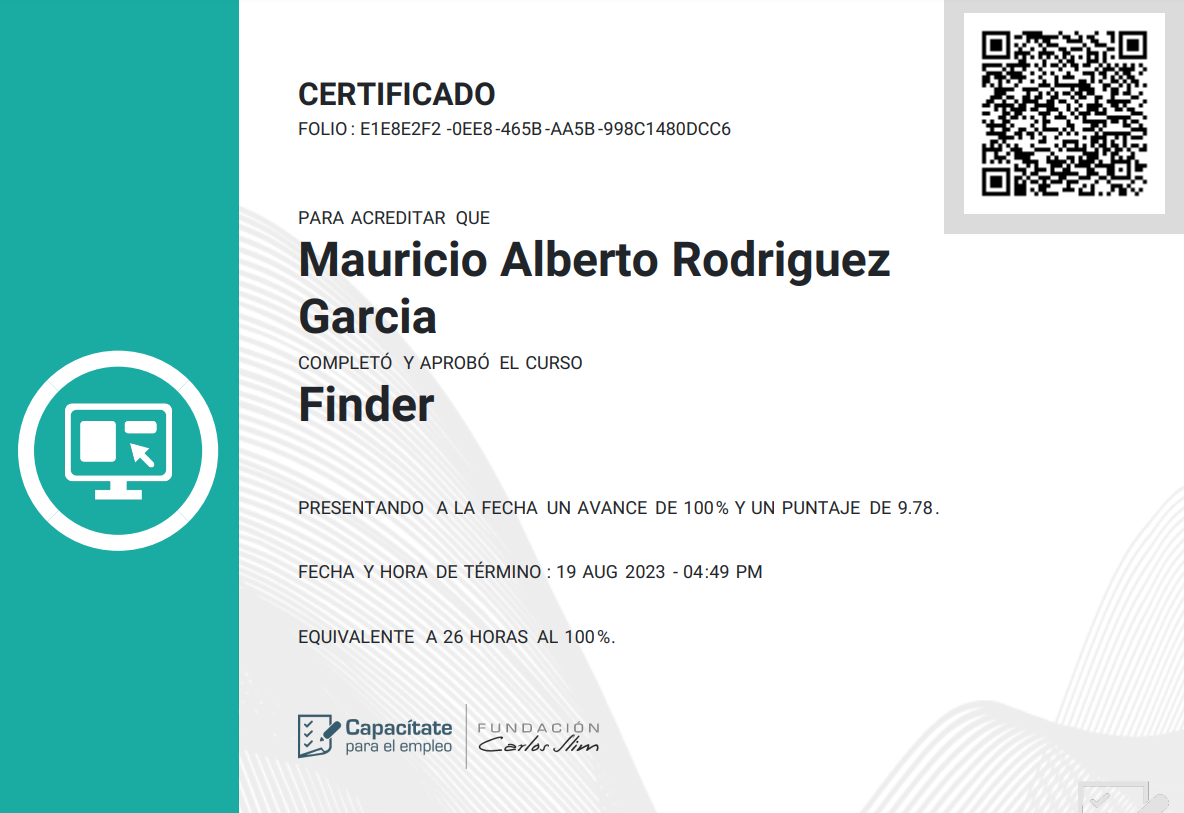 CERTIFICADO
FOLIO : E1E8E2F2 -0EE8 -465B -AA5B -998C1480DCC6
PARA ACREDITAR QUE
Mauricio Alberto Rodriguez
Garcia
COMPLETÓ Y APROBÓ EL CURSO
Finder
PRESENTANDO A LA FECHA UN AVANCE DE 100% Y UN PUNTAJE DE 9.78.
FECHA Y HORA DE TÉRMINO : 19 AUG 2023 - 04:49 PM
EQUIVALENTE A 26 HORAS AL 100%.
Capacítate
para el empleo
FUNDACIÓN
Carlos Slim